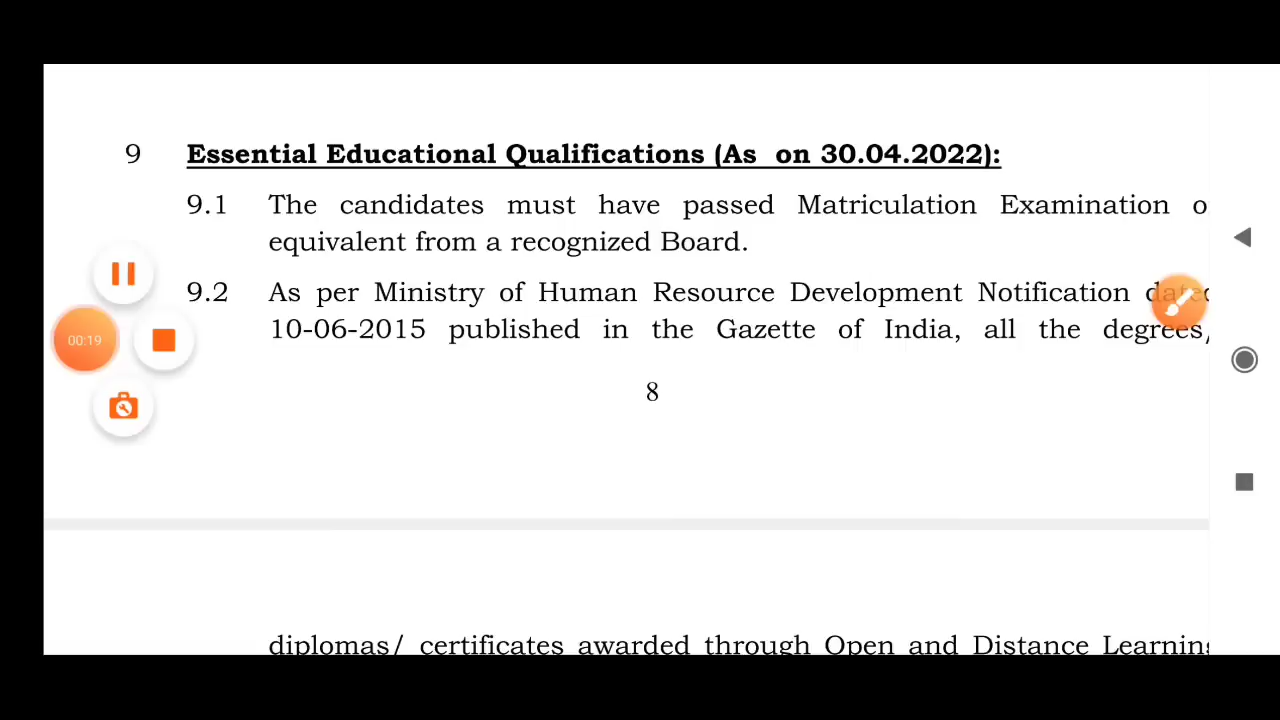 9 Essential Educational Qualifications (As on 30.04.2022):
9.1 The candidates must have passed Matriculation Examination o
equivalent from a recognized Board.
9.2 As per Ministry of Human Resource Development Notification dated
10-06-2015 published in the Gazette of India, all the degrees/
00:19
8
diplomas/ certificates awarded through Open and Distance Learning